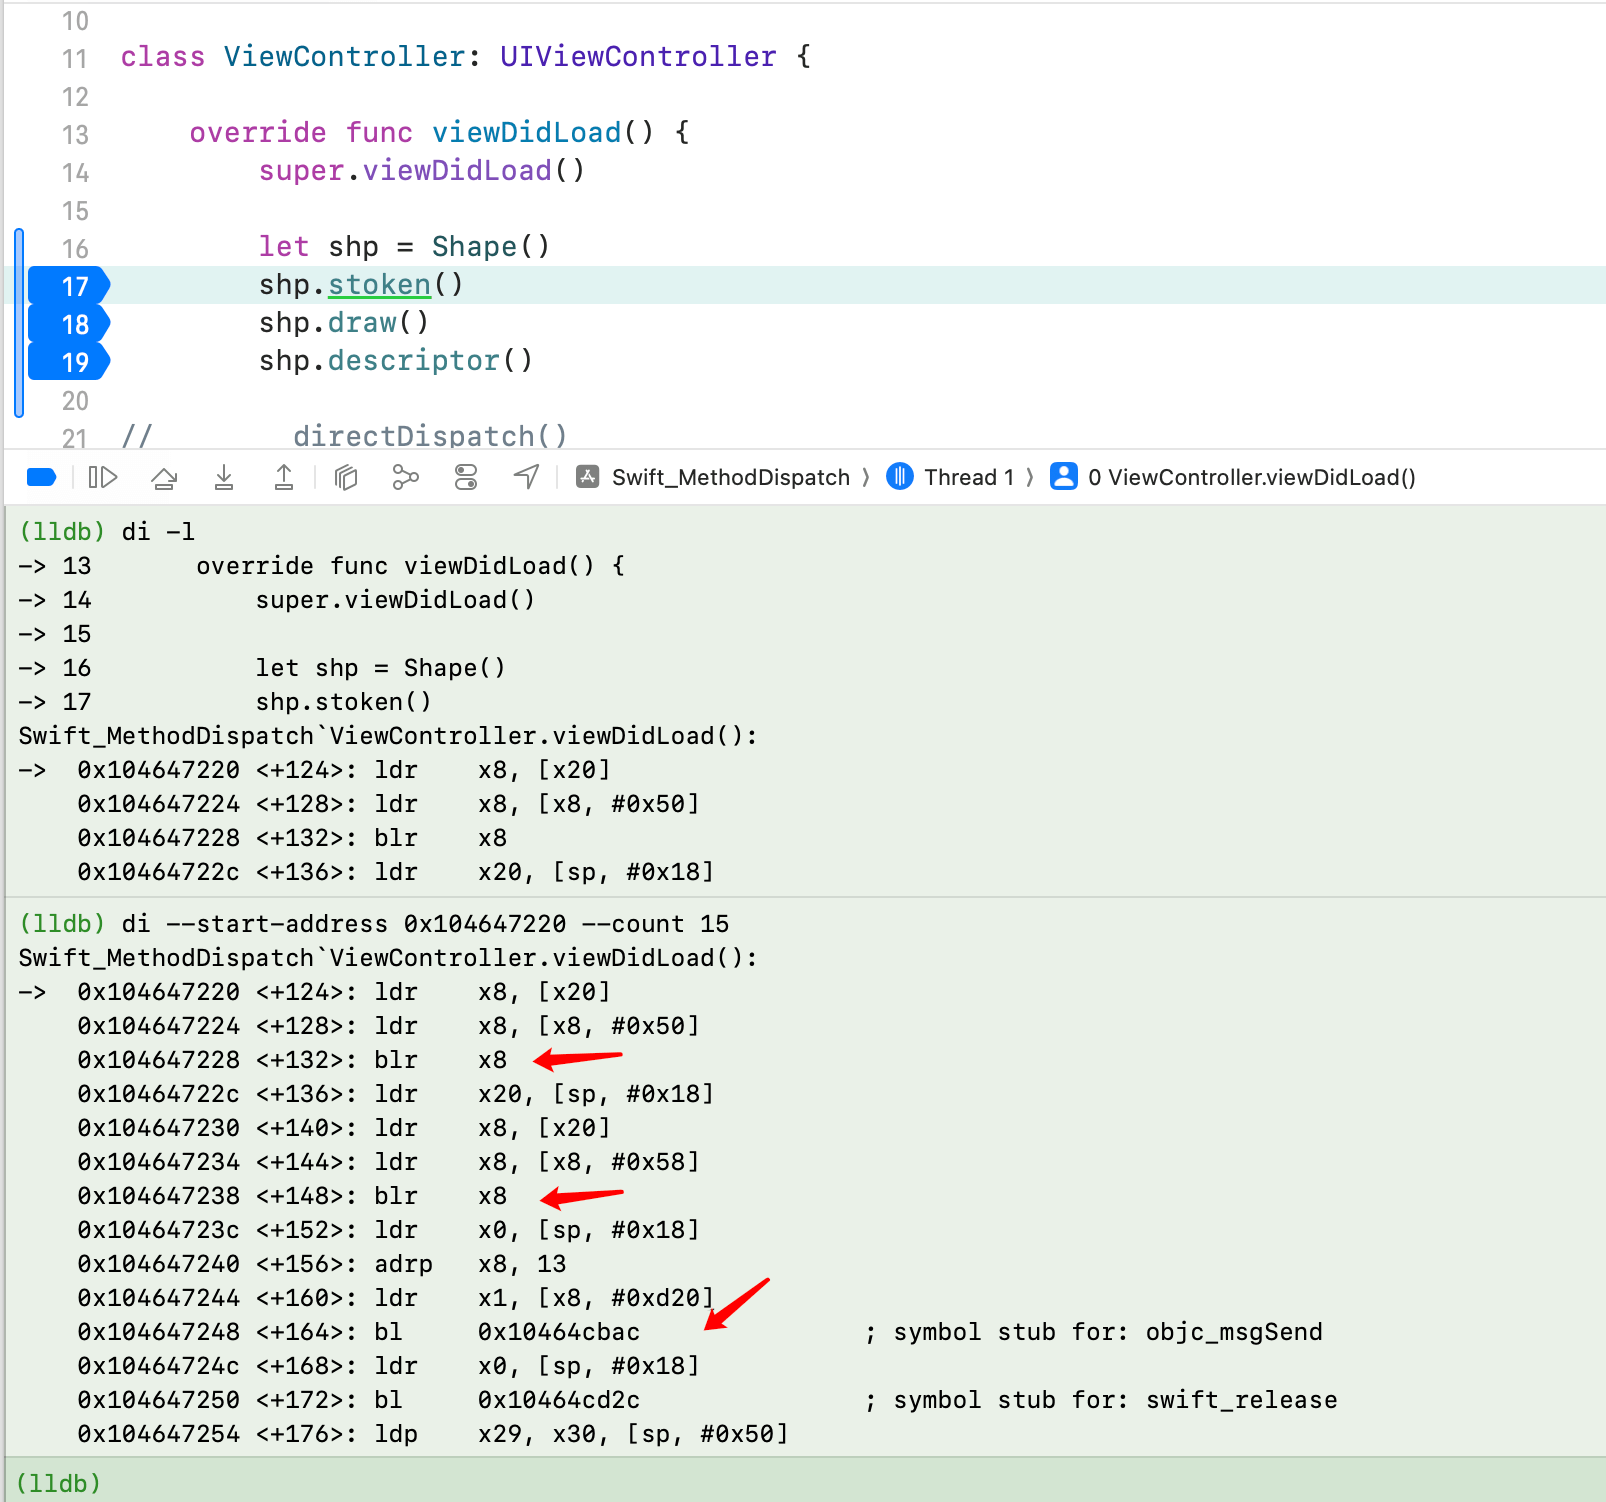 10
11 class ViewController: UIViewController {
12
13 override func viewDidLoad() {
14 super.viewDidLoad()
15
16 let shp = Shape()
17 shp.stoken()
18 shp.draw()
19 shp.descriptor()
20
21 // directDispatch()
Swift_MethodDispatch 〉 Thread 1 〉 0 ViewController.viewDidLoad()
(lldb) di -l
-> 13 override func viewDidLoad() {
-> 14 super.viewDidLoad()
-> 15
-> 16 let shp = Shape()
-> 17 shp.stoken()
Swift_MethodDispatch`ViewController.viewDidLoad():
-> 0x104647220 <+124>: ldr x8, [x20]
0x104647224 <+128>: ldr x8, [x8, #0x50]
0x104647228 <+132>: blr x8
0x10464722c <+136>: ldr x20, [sp, #0x18]
(lldb) di --start-address 0x104647220 --count 15
Swift_MethodDispatch`ViewController.viewDidLoad():
-> 0x104647220 <+124>: ldr x8, [x20]
0x104647224 <+128>: ldr x8, [x8, #0x50]
0x104647228 <+132>: blr x8
0x10464722c <+136>: ldr x20, [sp, #0x18]
0x104647230 <+140>: ldr x8, [x20]
0x104647234 <+144>: ldr x8, [x8, #0x58]
0x104647238 <+148>: blr x8
0x10464723c <+152>: ldr x0, [sp, #0x18]
0x104647240 <+156>: adrp x8, 13
0x104647244 <+160>: ldr x1, [x8, #0xd20]
0x104647248 <+164>: bl 0x10464cbac ; symbol stub for: objc_msgSend
0x10464724c <+168>: ldr x0, [sp, #0x18]
0x104647250 <+172>: bl 0x10464cd2c ; symbol stub for: swift_release
0x104647254 <+176>: ldp x29, x30, [sp, #0x50]
(lldb)